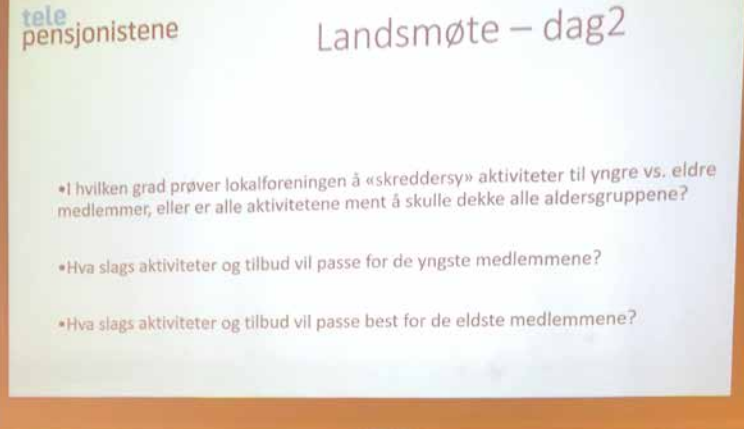 tele
pensjonistene
Landsmøte – dag2
•I hvilken grad prøver lokalforeningen å «skreddersy» aktiviteter til yngre vs. eldre
medlemmer, eller er alle aktivitetene ment å skulle dekke alle aldersgruppene?
•Hva slags aktiviteter og tilbud vil passe for de yngste medlemmene?
•Hva slags aktiviteter og tilbud vil passe best for de eldste medlemmene?